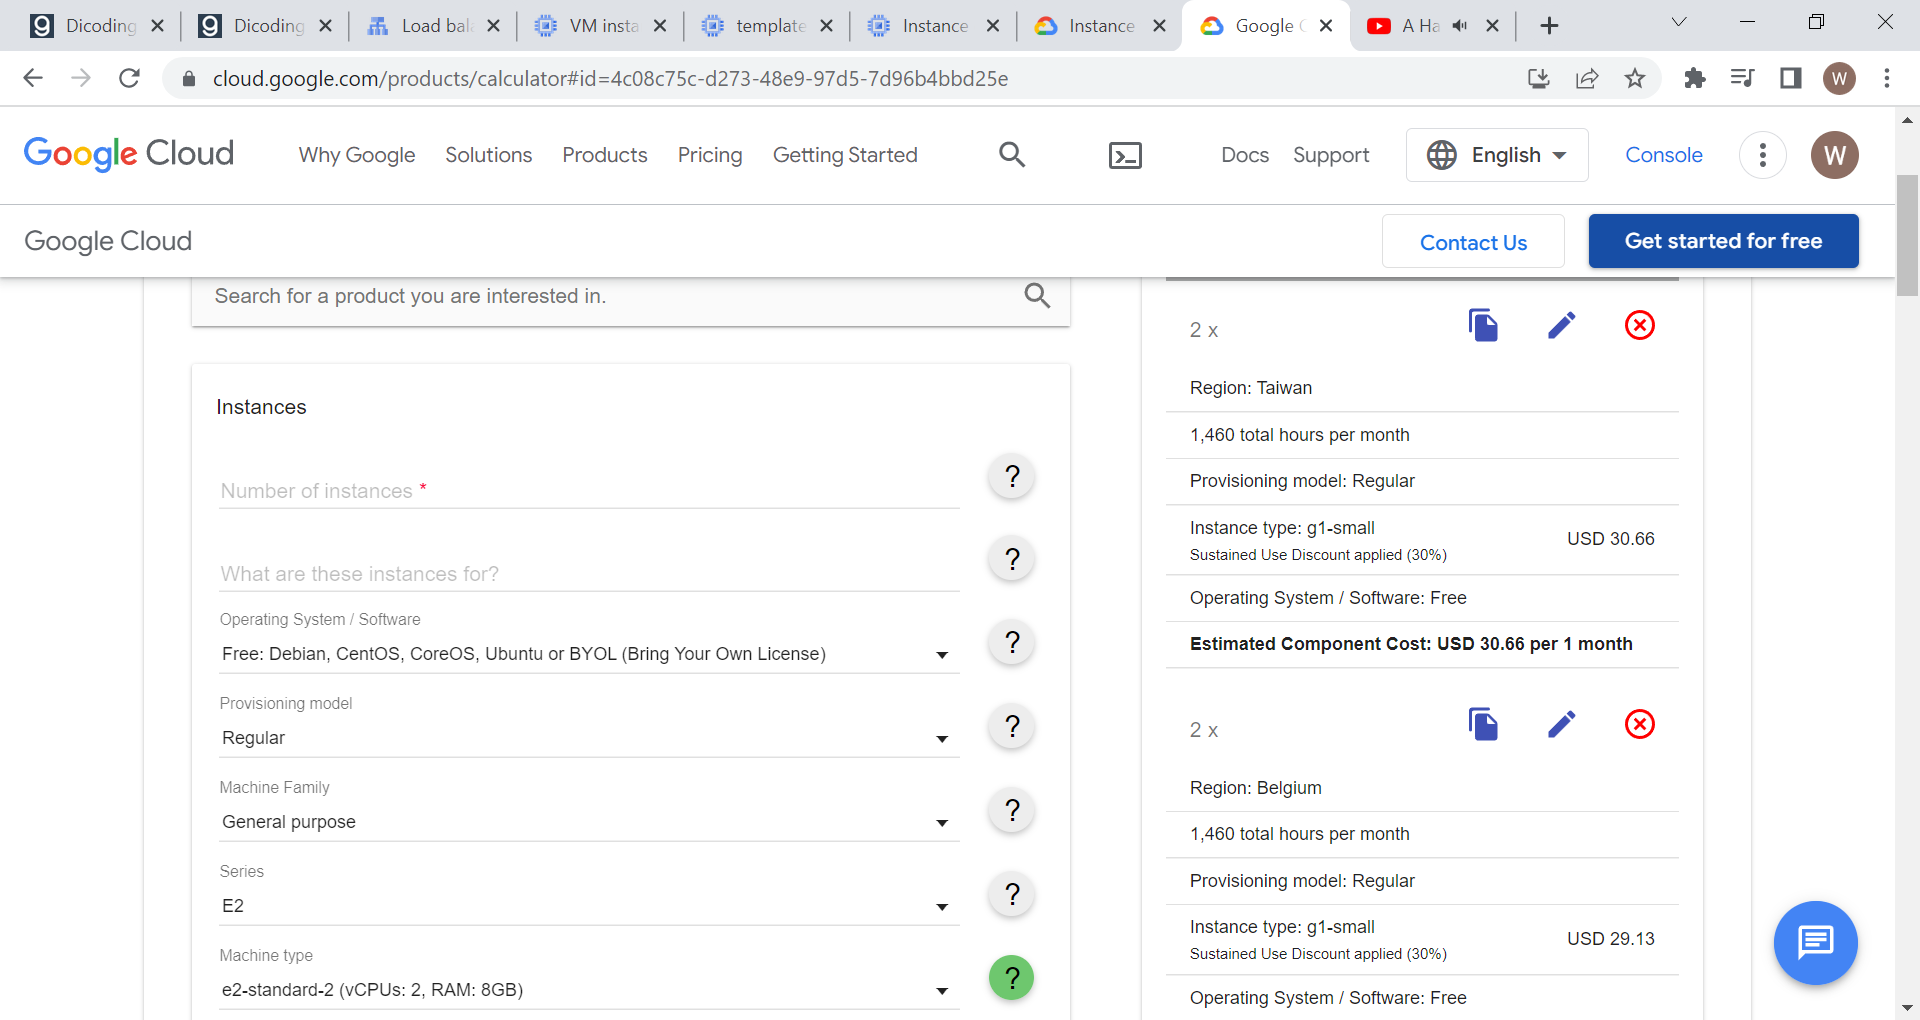 Dicoding
Dicoding
Load bala
VM insta
template
Instance
Instance
Google C
A Ha
cloud.google.com/products/calculator#id=4c08c75c-d273-48e9-97d5-7d96b4bbd25e
W
Google Cloud
Why Google
Solutions
Products
Pricing
Getting Started
Docs
Support
English
Console
W
Google Cloud
Contact Us
Get started for free
Search for a product you are interested in.
Instances
Number of instances *
?
What are these instances for?
?
Operating System / Software
Free: Debian, CentOS, CoreOS, Ubuntu or BYOL (Bring Your Own License)
?
Provisioning model
Regular
?
Machine Family
General purpose
?
Series
E2
?
Machine type
e2-standard-2 (vCPUs: 2, RAM: 8GB)
?
2 x
Region: Taiwan
1,460 total hours per month
Provisioning model: Regular
Instance type: g1-small
Sustained Use Discount applied (30%)
USD 30.66
Operating System / Software: Free
Estimated Component Cost: USD 30.66 per 1 month
2 x
Region: Belgium
1,460 total hours per month
Provisioning model: Regular
Instance type: g1-small
Sustained Use Discount applied (30%)
USD 29.13
Operating System / Software: Free